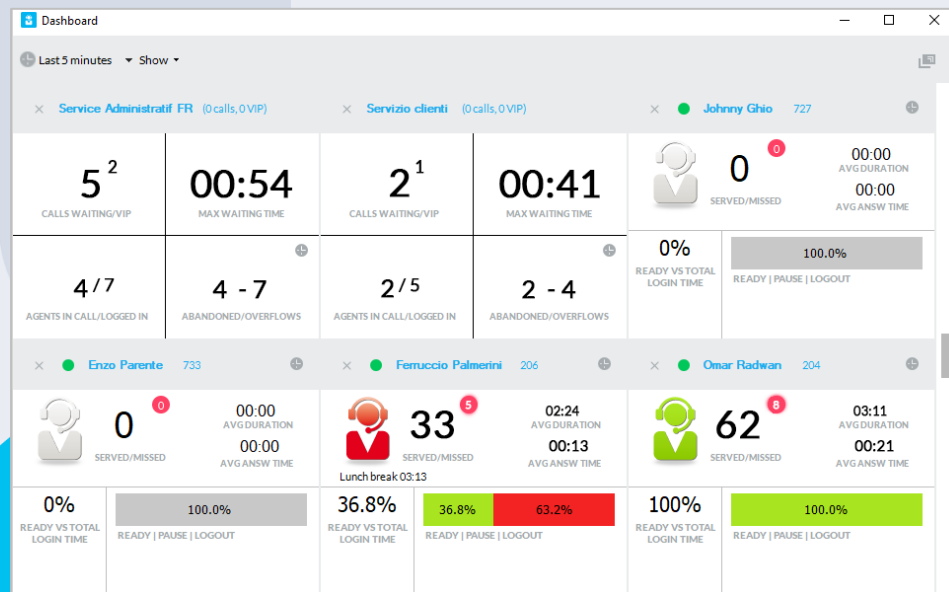 Dashboard
Last 5 minutes Show
Service Administratif FR (0 calls, 0 VIP)
5 2
CALLS WAITING/VIP
00:54
MAX WAITING TIME
4 / 7
AGENTS IN CALL/LOGGED IN
4 - 7
ABANDONED/OVERFLOWS
Servizio clienti (0 calls, 0 VIP)
2 1
CALLS WAITING/VIP
00:41
MAX WAITING TIME
2 / 5
AGENTS IN CALL/LOGGED IN
2 - 4
ABANDONED/OVERFLOWS
Johnny Ghio 727
0 0
SERVED/MISSED
00:00
AVG DURATION
00:00
AVG ANSW TIME
0%
READY VS TOTAL
LOGIN TIME
100.0%
READY | PAUSE | LOGOUT
Enzo Parente 733
0 0
SERVED/MISSED
00:00
AVG DURATION
00:00
AVG ANSW TIME
0%
READY VS TOTAL
LOGIN TIME
100.0%
READY | PAUSE | LOGOUT
Ferruccio Palmerini 206
33 5
SERVED/MISSED
Lunch break 03:13
02:24
AVG DURATION
00:13
AVG ANSW TIME
36.8%
READY VS TOTAL
LOGIN TIME
36.8% 63.2%
READY | PAUSE | LOGOUT
Omar Radwan 204
62 8
SERVED/MISSED
03:11
AVG DURATION
00:21
AVG ANSW TIME
100%
READY VS TOTAL
LOGIN TIME
100.0%
READY | PAUSE | LOGOUT